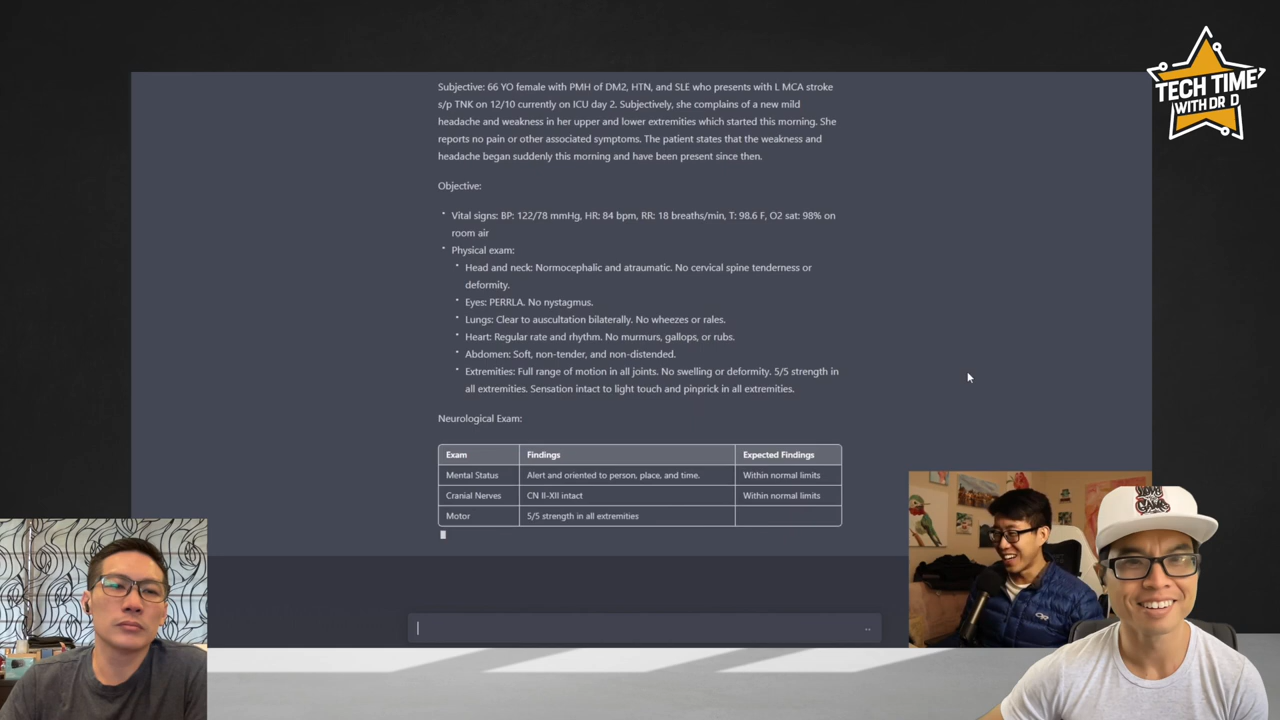 TECH TIME
WITH DR D
Subjective: 66 YO female with PMH of DM2, HTN, and SLE who presents with L MCA stroke
s/p TNK on 12/10 currently on ICU day 2. Subjectively, she complains of a new mild
headache and weakness in her upper and lower extremities which started this morning. She
reports no pain or other associated symptoms. The patient states that the weakness and
headache began suddenly this morning and have been present since then.
Objective:
• Vital signs: BP: 122/78 mmHg, HR: 84 bpm, RR: 18 breaths/min, T: 98.6 F, O2 sat: 98% on
room air
• Physical exam:
• Head and neck: Normocephalic and atraumatic. No cervical spine tenderness or
deformity.
• Eyes: PERRLA. No nystagmus.
• Lungs: Clear to auscultation bilaterally. No wheezes or rales.
• Heart: Regular rate and rhythm. No murmurs, gallops, or rubs.
• Abdomen: Soft, non-tender, and non-distended.
• Extremities: Full range of motion in all joints. No swelling or deformity. 5/5 strength in
all extremities. Sensation intact to light touch and pinprick in all extremities.
Neurological Exam:
Exam Findings Expected Findings
Mental Status Alert and oriented to person, place, and time. Within normal limits
Cranial Nerves CN II-XII intact Within normal limits
Motor 5/5 strength in all extremities